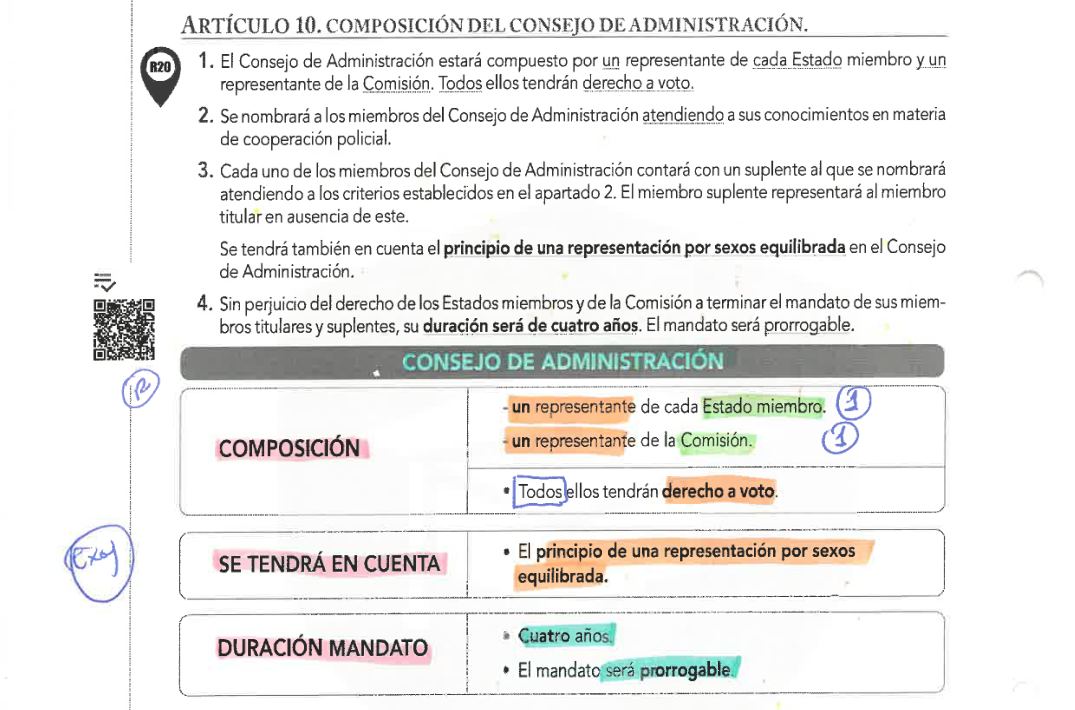 ARTÍCULO 10. COMPOSICIÓN DEL CONSEJO DE ADMINISTRACIÓN.
R20
1. El Consejo de Administración estará compuesto por un representante de cada Estado miembro y un
representante de la Comisión. Todos ellos tendrán derecho a voto.
2. Se nombrará a los miembros del Consejo de Administración atendiendo a sus conocimientos en materia
de cooperación policial.
3. Cada uno de los miembros del Consejo de Administración contará con un suplente al que se nombrará
atendiendo a los criterios establecidos en el apartado 2. El miembro suplente representará al miembro
titular en ausencia de este.
Se tendrá también en cuenta el principio de una representación por sexos equilibrada en el Consejo
de Administración.
4. Sin perjuicio del derecho de los Estados miembros y de la Comisión a terminar el mandato de sus miem-
bros titulares y suplentes, su duración será de cuatro años. El mandato será prorrogable.
CONSEJO DE ADMINISTRACIÓN
COMPOSICIÓN
- un representante de cada Estado miembro. 1
- un representante de la Comisión. 1
• Todos ellos tendrán derecho a voto.
SE TENDRÁ EN CUENTA
• El principio de una representación por sexos
equilibrada.
DURACIÓN MANDATO
• Cuatro años.
• El mandato será prorrogable.